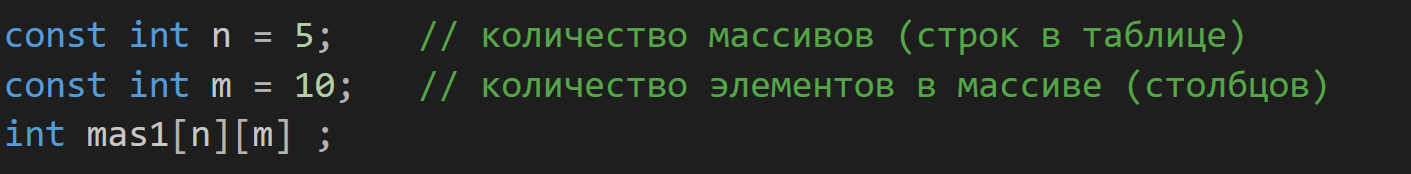 const int n = 5;    // количество массивов (строк в таблице)
const int m = 10;   // количество элементов в массиве (столбцов)
int mas1[n][m] ;